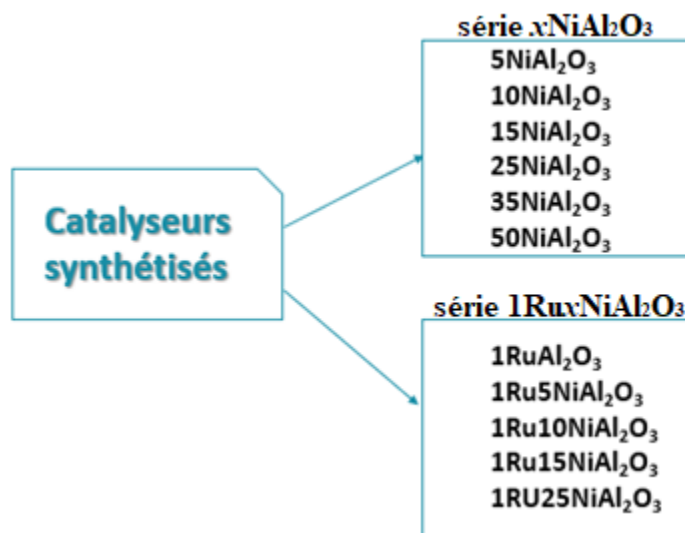 Catalyseurs
synthétisés
série xNiAl₂O₃
5NiAl₂O₃
10NiAl₂O₃
15NiAl₂O₃
25NiAl₂O₃
35NiAl₂O₃
50NiAl₂O₃
série 1RuxNiAl₂O₃
1RuAl₂O₃
1Ru5NiAl₂O₃
1Ru10NiAl₂O₃
1Ru15NiAl₂O₃
1RU25NiAl₂O₃